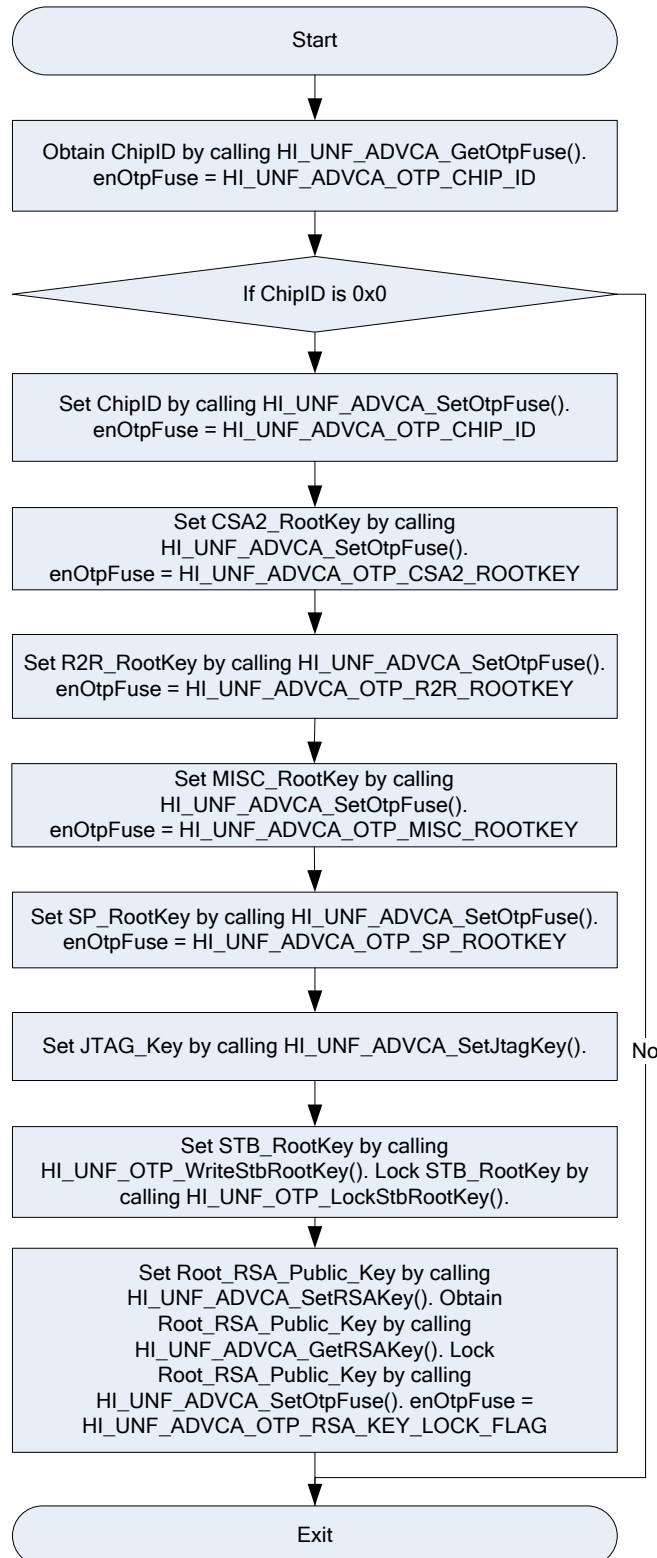 Start
Obtain ChipID by calling HI_UNF_ADVCA_GetOtpFuse().
enOtpFuse = HI_UNF_ADVCA_OTP_CHIP_ID
If ChipID is 0x0
Set ChipID by calling HI_UNF_ADVCA_SetOtpFuse().
enOtpFuse = HI_UNF_ADVCA_OTP_CHIP_ID
Set CSA2_RootKey by calling
HI_UNF_ADVCA_SetOtpFuse().
enOtpFuse = HI_UNF_ADVCA_OTP_CSA2_ROOTKEY
Set R2R_RootKey by calling HI_UNF_ADVCA_SetOtpFuse().
enOtpFuse = HI_UNF_ADVCA_OTP_R2R_ROOTKEY
Set MISC_RootKey by calling
HI_UNF_ADVCA_SetOtpFuse().
enOtpFuse = HI_UNF_ADVCA_OTP_MISC_ROOTKEY
Set SP_RootKey by calling HI_UNF_ADVCA_SetOtpFuse().
enOtpFuse = HI_UNF_ADVCA_OTP_SP_ROOTKEY
Set JTAG_Key by calling HI_UNF_ADVCA_SetJtagKey().
No
Set STB_RootKey by calling
HI_UNF_OTP_WriteStbRootKey(). Lock STB_RootKey by
calling HI_UNF_OTP_LockStbRootKey().
Set Root_RSA_Public_Key by calling
HI_UNF_ADVCA_SetRSAKey(). Obtain
Root_RSA_Public_Key by calling
HI_UNF_ADVCA_GetRSAKey(). Lock
Root_RSA_Public_Key by calling
HI_UNF_ADVCA_SetOtpFuse(). enOtpFuse =
HI_UNF_ADVCA_OTP_RSA_KEY_LOCK_FLAG
Exit